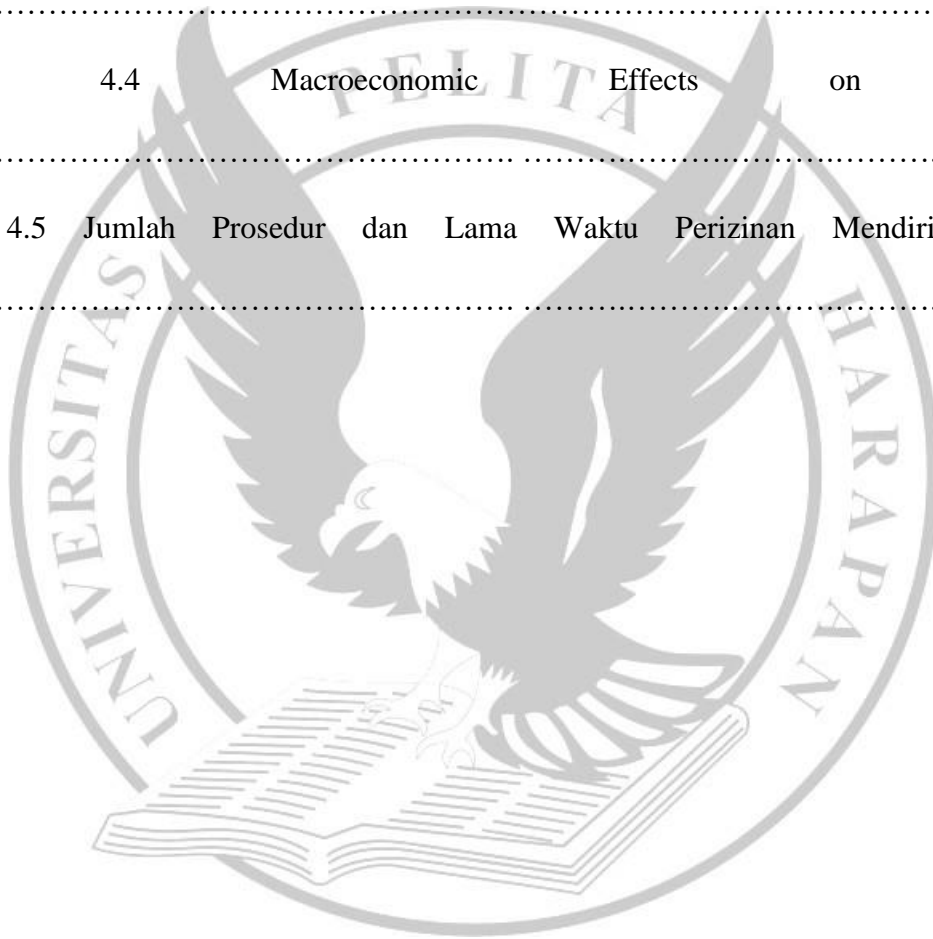 ……………………………………………………………………………
4.4 Macroeconomic Effects on
…………………………………………. ……………………..……………..…………
4.5 Jumlah Prosedur dan Lama Waktu Perizinan Mendiri
…………………………………………. ……………..…………………………………
UNIVERSITAS PELITA HARAPAN